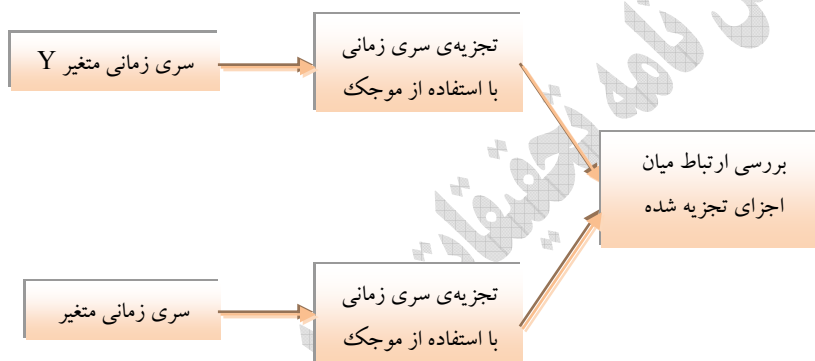 سری زمانی متغیر Y
تجزیه‌ی سری زمانی
با استفاده از موجک
بررسی ارتباط میان
اجزای تجزیه شده
سری زمانی متغیر
تجزیه‌ی سری زمانی
با استفاده از موجک